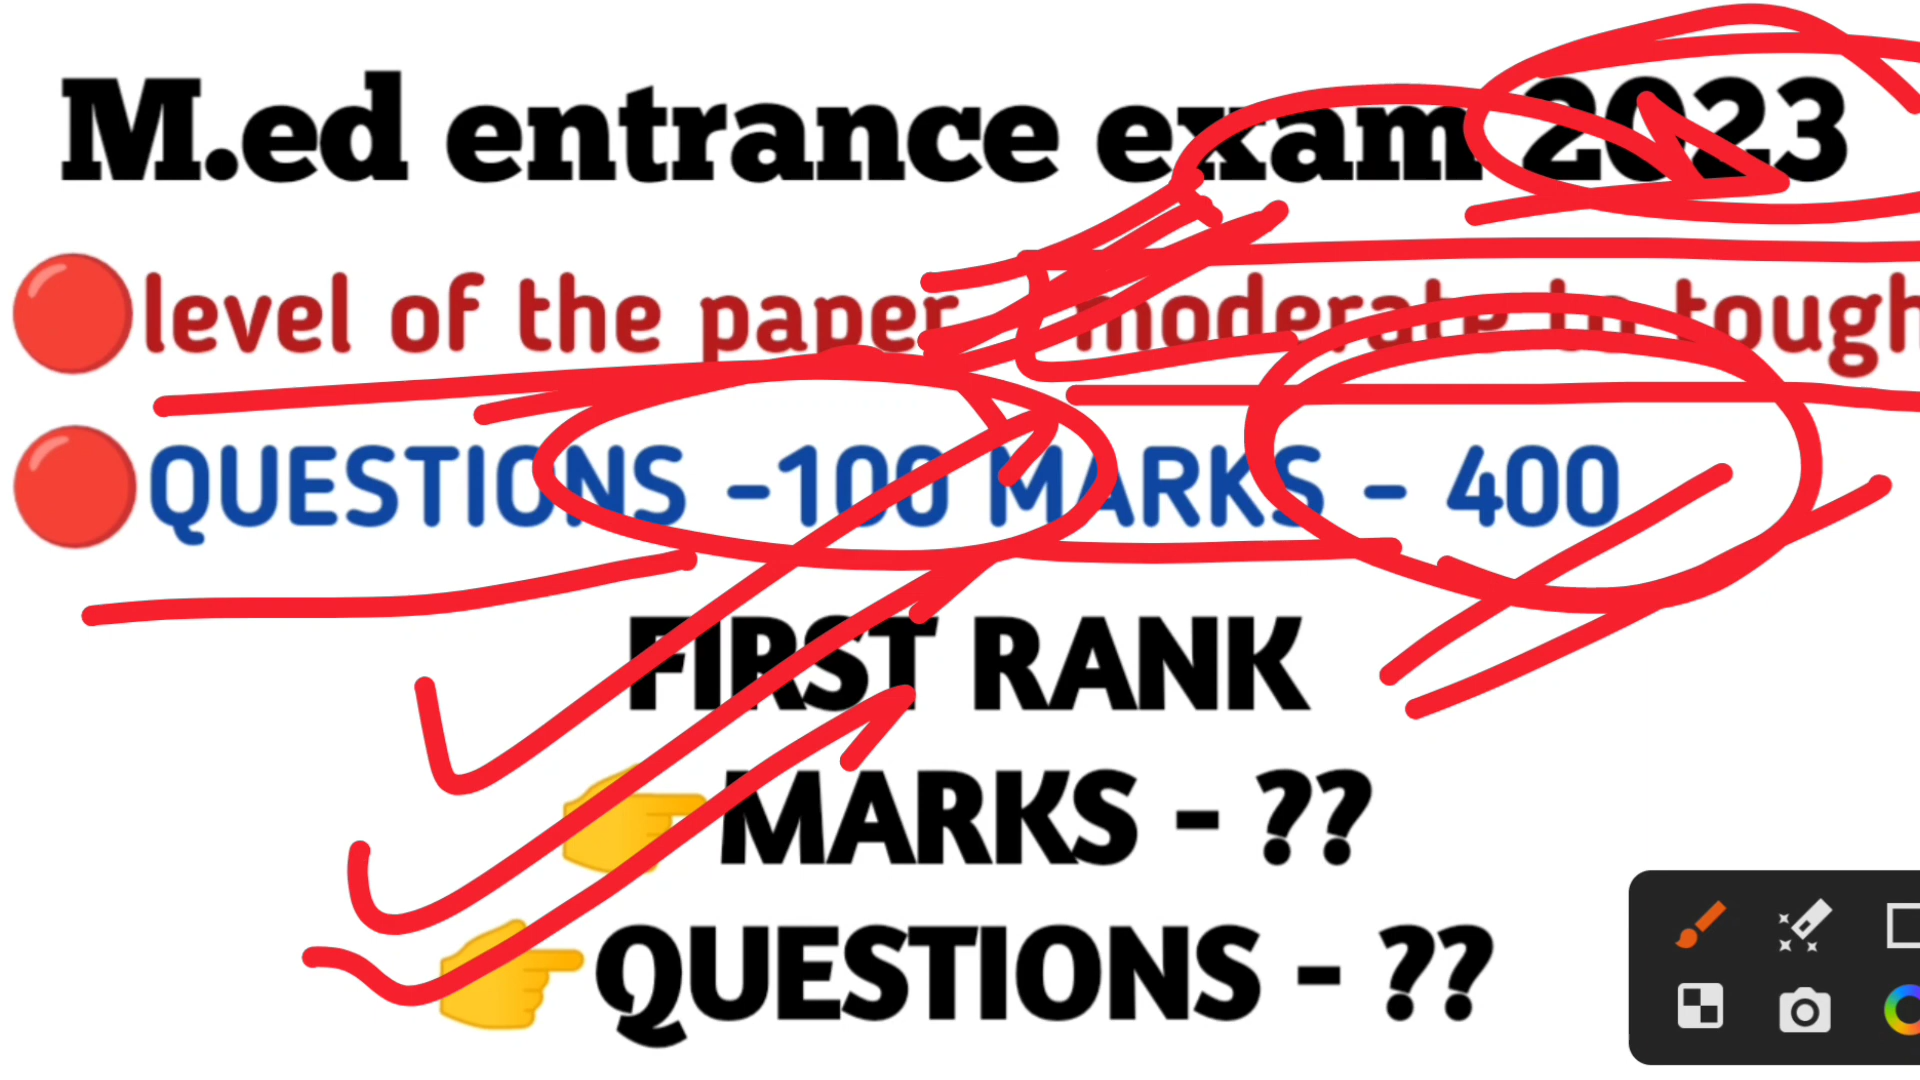 M.ed entrance exam 2023
level of the paper moderate to tough
QUESTIONS -100 MARKS - 400
FIRST RANK
MARKS - ??
QUESTIONS - ??